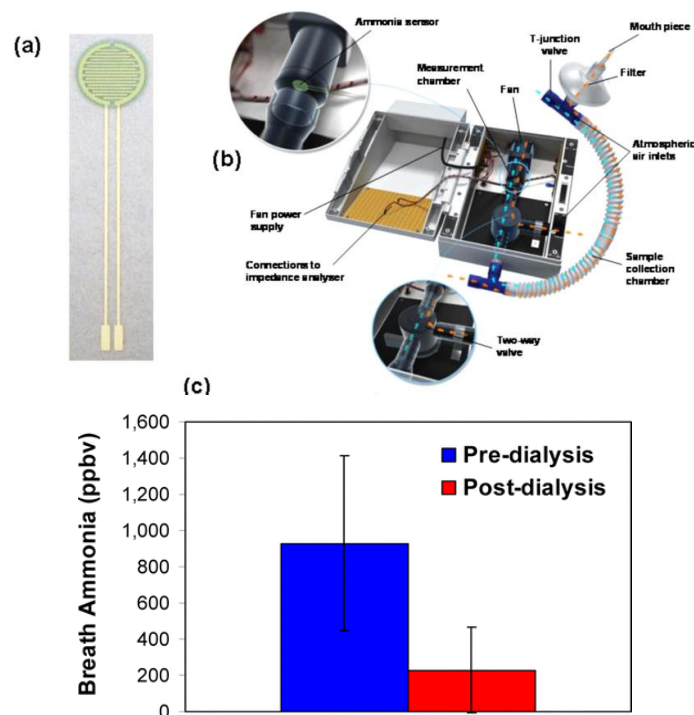 (a)
Ammonia sensor
Measurement
chamber
Fan
T-junction
valve
Mouth piece
Filter
Atmospheric
air inlets
(b)
Fan power
supply
Connections to
impedance analyser
Sample
collection
chamber
Two-way
valve
(c)
Breath Ammonia (ppbv)
1,600
1,400
1,200
1,000
800
600
400
200
0
Pre-dialysis
Post-dialysis